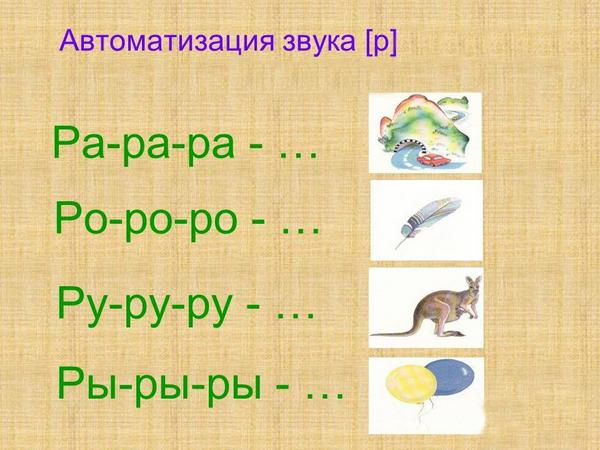 Автоматизация звука [р]
Ра-ра-ра - …
Ро-ро-ро - …
Ру-ру-ру - …
Ры-ры-ры - …